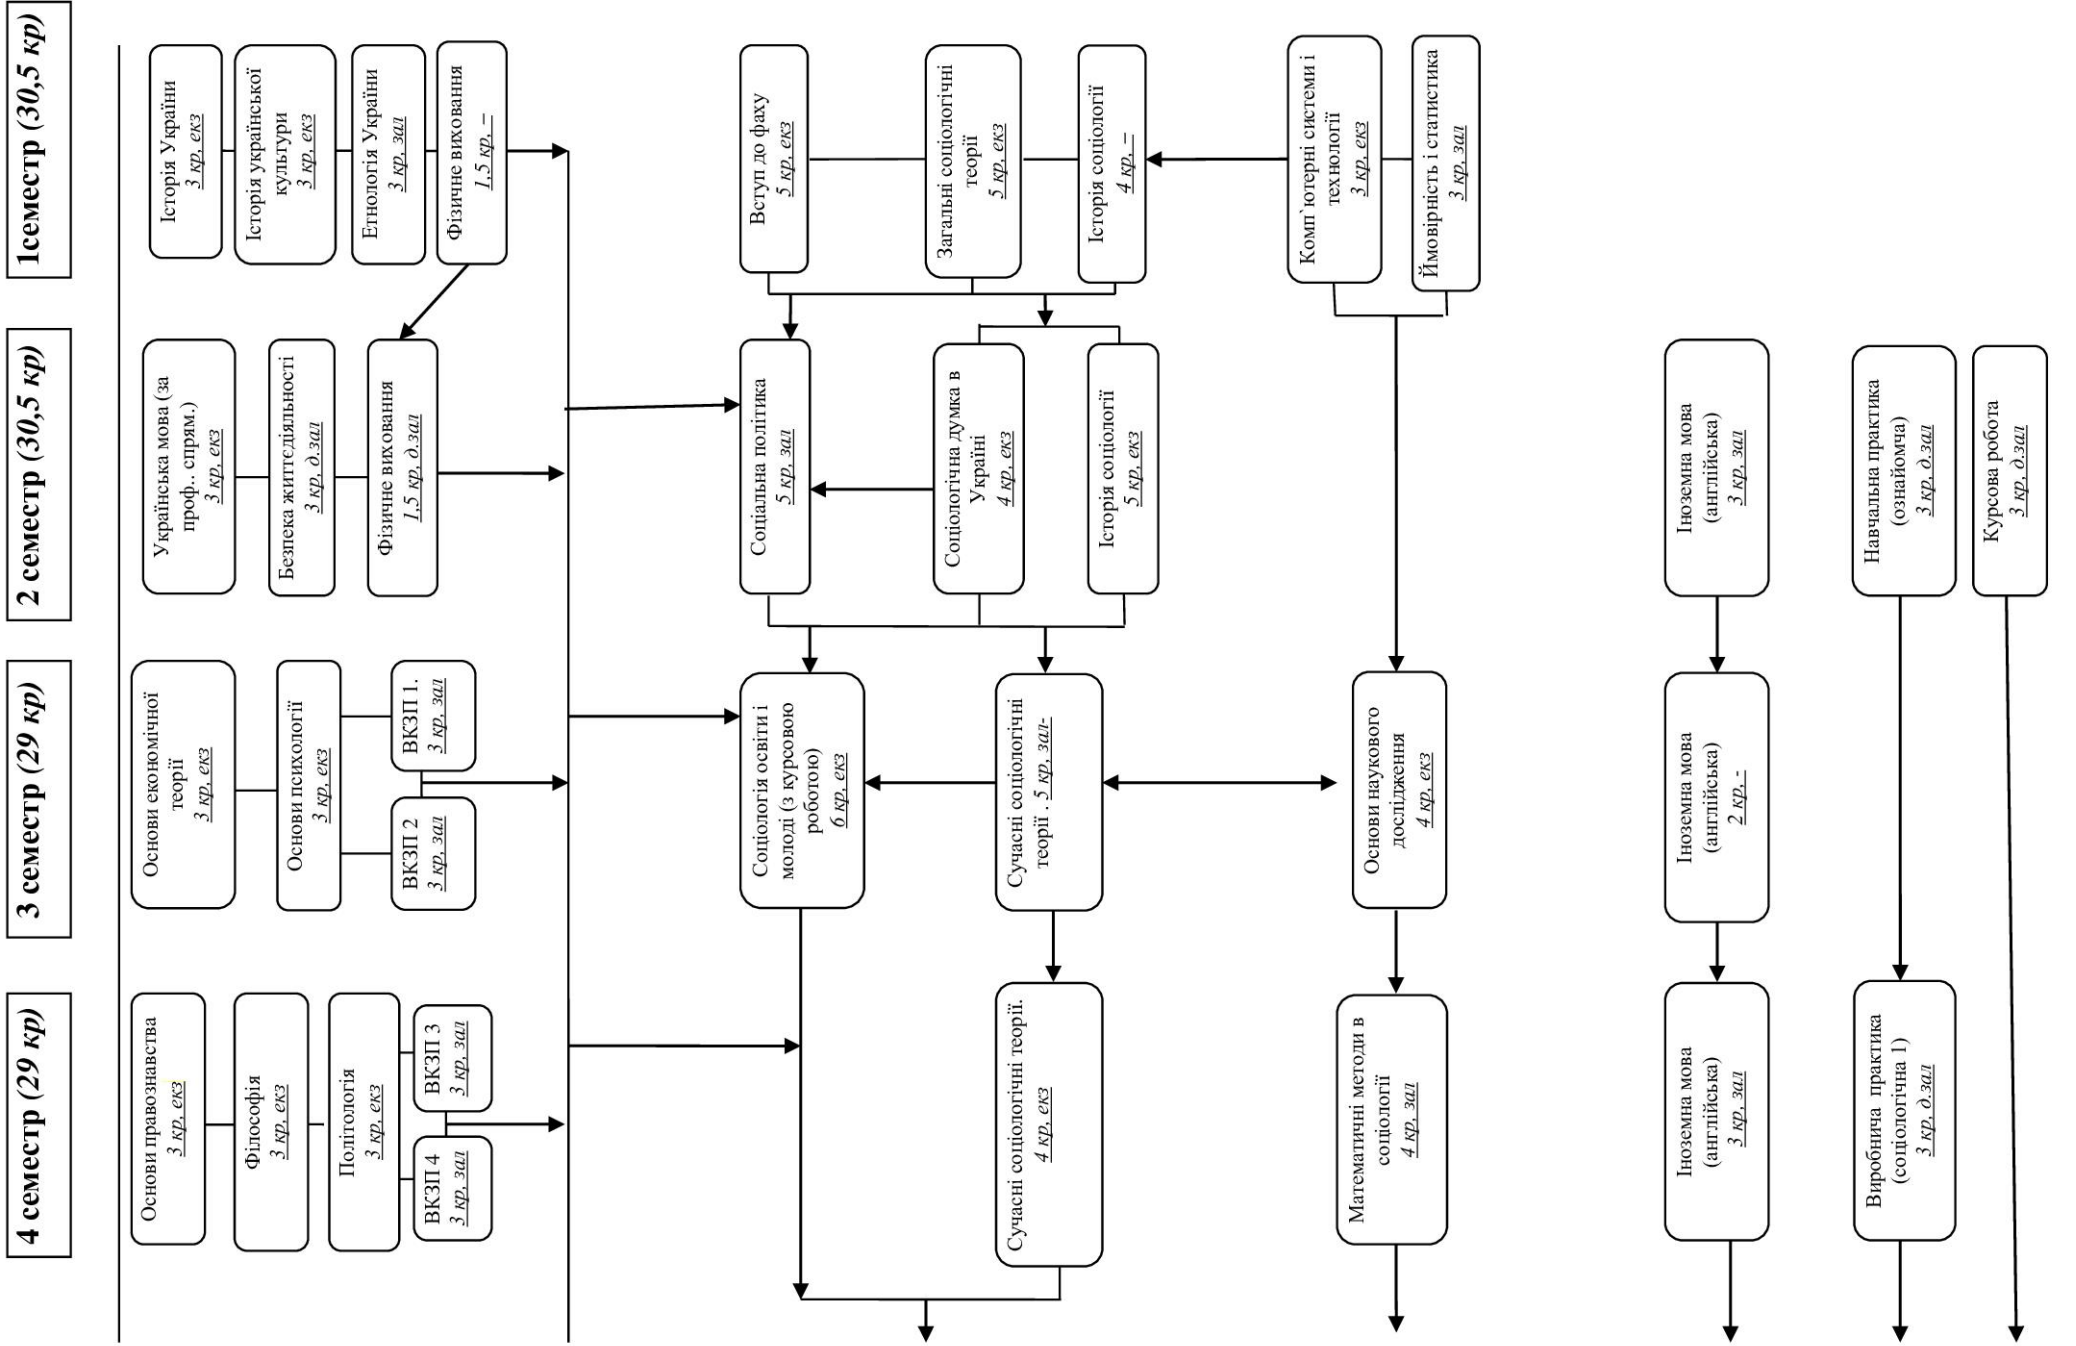 1семестр (30,5 кр)
Історія України
3 кр, екз
Історія української
культури
3 кр, екз
Етнологія України
3 кр, зал
Фізичне виховання
1,5 кр, –
Вступ до фаху
5 кр, екз
Загальні соціологічні
теорії
5 кр, екз
Історія соціології
4 кр, –
Комп`ютерні системи і
технології
3 кр, екз
Ймовірність і статистика
3 кр, зал
2 семестр (30,5 кр)
Українська мова (за
проф.. спрям.)
3 кр, екз
Безпека життєдіяльності
3 кр, д.зал
Фізичне виховання
1,5 кр, д.зал
Соціальна політика
5 кр, зал
Соціологічна думка в
Україні
4 кр, екз
Історія соціології
5 кр, екз
Іноземна мова
(англійська)
3 кр, зал
Навчальна практика
(ознайомча)
3 кр, д.зал
Курсова робота
3 кр, д.зал
3 семестр (29 кр)
Основи економічної
теорії
3 кр, екз
Основи психології
3 кр, екз
ВКЗП 1.
3 кр, зал
ВКЗП 2
3 кр, зал
Соціологія освіти і
молоді (з курсовою
роботою)
6 кр, екз
Сучасні соціологічні
теорії . 5 кр, зал-
Основи наукового
дослідження
4 кр, екз
Іноземна мова
(англійська)
2 кр, -
4 семестр (29 кр)
Основи правознавства
3 кр, екз
Філософія
3 кр, екз
Політологія
3 кр, екз
ВКЗП 3
3 кр, зал
ВКЗП 4
3 кр, зал
Сучасні соціологічні теорії.
4 кр, екз
Математичні методи в
соціології
4 кр, зал
Іноземна мова
(англійська)
3 кр, зал
Виробнича практика
(соціологічна 1)
3 кр, д.зал